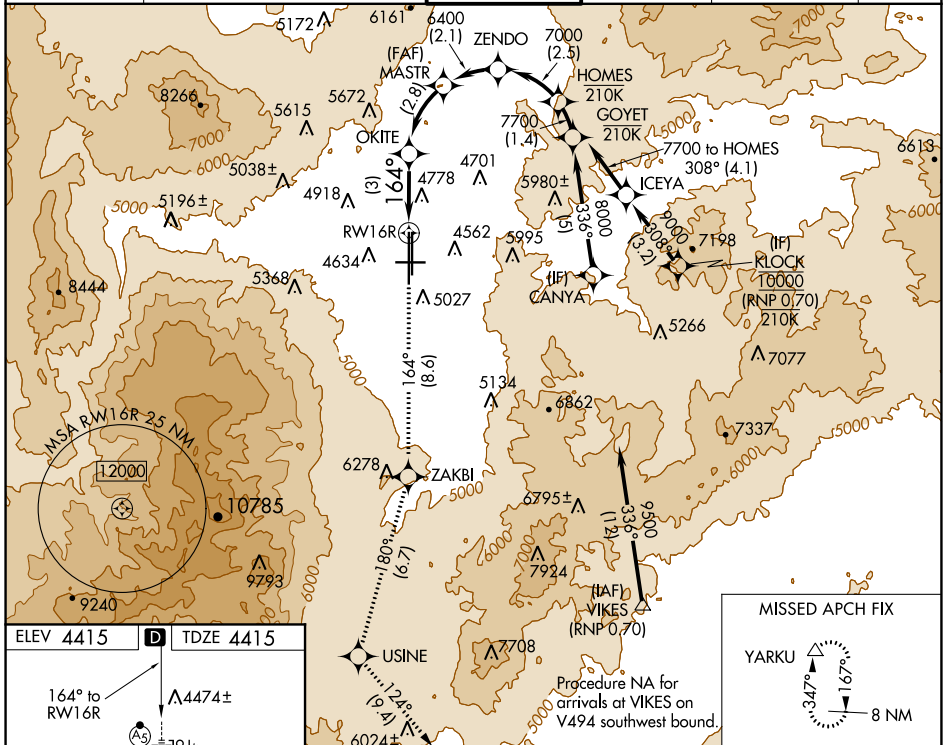 5172
6161
6400
(2.1)
ZENDO
7000
(2.5)
(FAF)
MASTR
HOMES
210K
8266
5672
(2.8)
GOYET
210K
7700
(1.4)
7000
5615
OKITE
5000
7700 to HOMES
308° (4.1)
6613
6000
5038±
4701
164°
(3)
4778
5980±
ICEYA
4918
5000
5196±
336°
(5)
8000
9000
308°
(3.2)
6000
RW16R
4562
5995
7198
(IF)
KLOCK
10000
(RNP 0.70)
210K
4634
5368
(IF)
CANYA
8444
5027
5266
5000
7077
164°
(8.6)
5134
6862
MSA RW16R 25 NM
7337
5000
12000
6278
ZAKBI
6000
5000
10785
6795±
9500
336°
(12)
6000
7000
7924
180°
(6.7)
9793
(IAF)
VIKES
(RNP 0.70)
9240
6000
MISSED APCH FIX
ELEV 4415
D
TDZE 4415
USINE
7708
YARKU
347°
167°
8 NM
164° to
RW16R
4474±
Procedure NA for
arrivals at VIKES on
V494 southwest bound.
124°
(9.4)
5000
A5
6024±